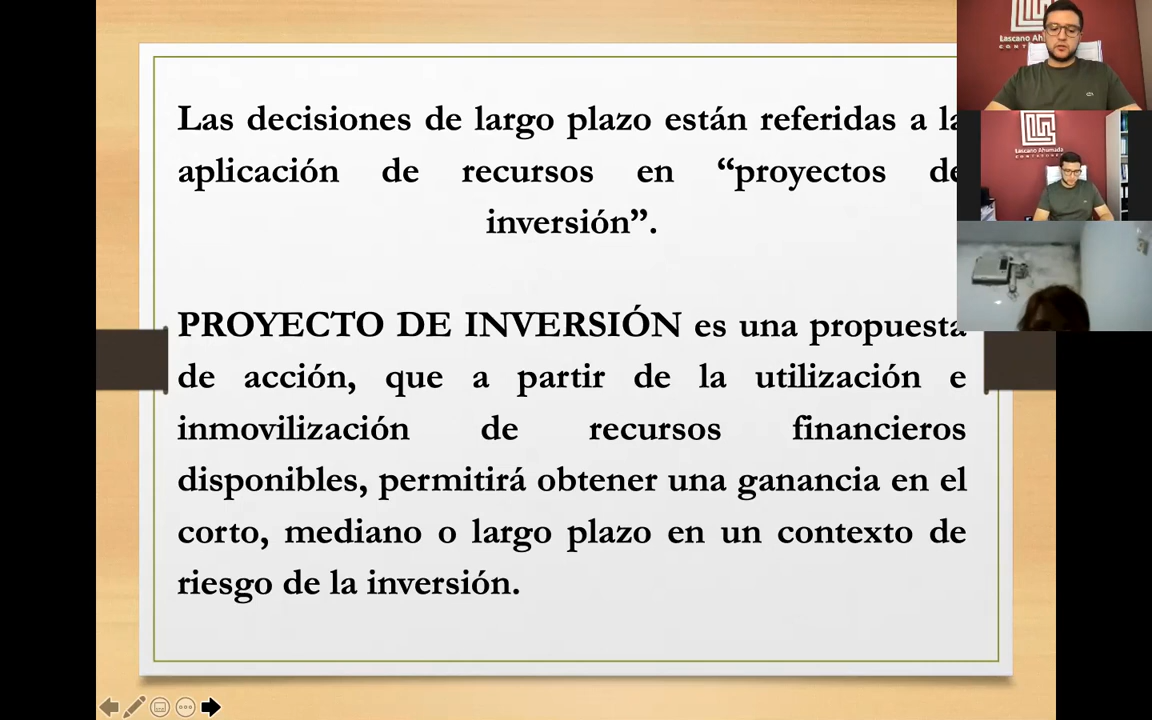 Las decisiones de largo plazo están referidas a la
aplicación de recursos en “proyectos de
inversión”.
PROYECTO DE INVERSIÓN es una propuesta
de acción, que a partir de la utilización e
inmovilización de recursos financieros
disponibles, permitirá obtener una ganancia en el
corto, mediano o largo plazo en un contexto de
riesgo de la inversión.
Lascano Ahumada